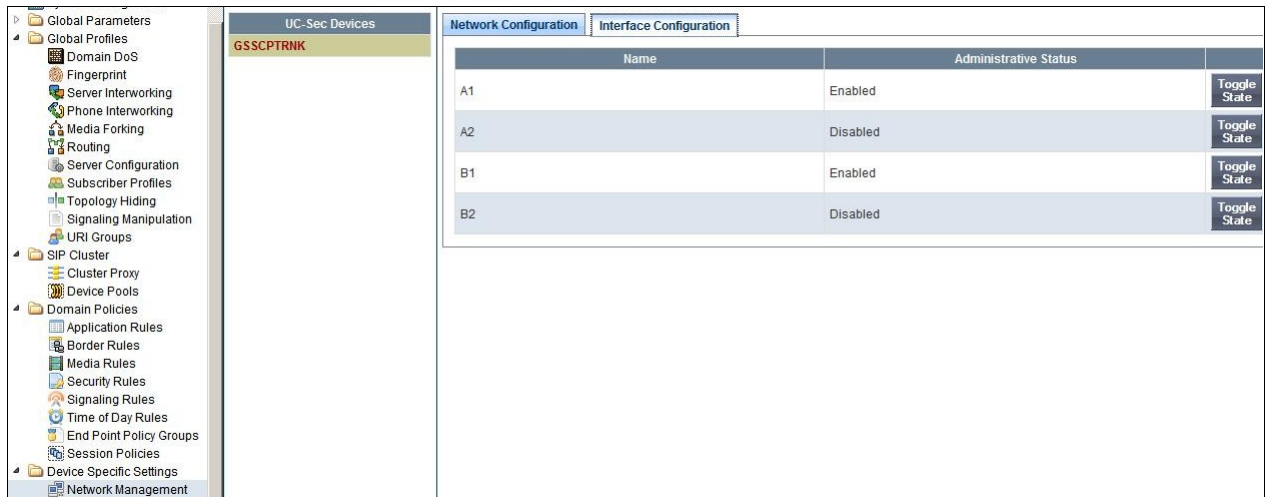 Global Parameters
Global Profiles
Domain DoS
Fingerprint
Server Interworking
Phone Interworking
Media Forking
Routing
Server Configuration
Subscriber Profiles
Topology Hiding
Signaling Manipulation
URI Groups
SIP Cluster
Cluster Proxy
Device Pools
Domain Policies
Application Rules
Border Rules
Media Rules
Security Rules
Signaling Rules
Time of Day Rules
End Point Policy Groups
Session Policies
Device Specific Settings
Network Management
UC-Sec Devices
GSSCPTRNK
Network Configuration Interface Configuration
Name Administrative Status
A1 Enabled Toggle State
A2 Disabled Toggle State
B1 Enabled Toggle State
B2 Disabled Toggle State